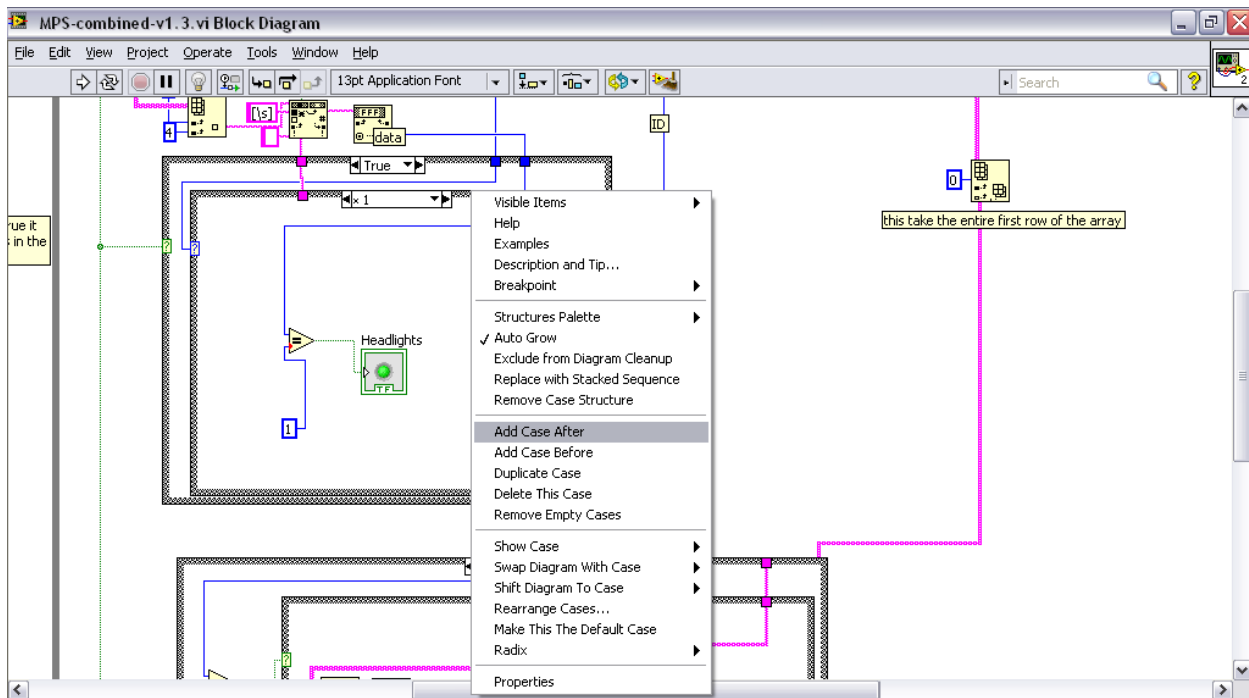 MPS-combined-v1.3.vi Block Diagram
File Edit View Project Operate Tools Window Help
13pt Application Font
Search
2
[\s]
FFF
4
data
ID
True
0
× 1
rue it
s in the
this take the entire first row of the array
Headlights
TF
1
Visible Items
Help
Examples
Description and Tip...
Breakpoint
Structures Palette
Auto Grow
Exclude from Diagram Cleanup
Replace with Stacked Sequence
Remove Case Structure
Add Case After
Add Case Before
Duplicate Case
Delete This Case
Remove Empty Cases
Show Case
Swap Diagram With Case
Shift Diagram To Case
Rearrange Cases...
Make This The Default Case
Radix
Properties